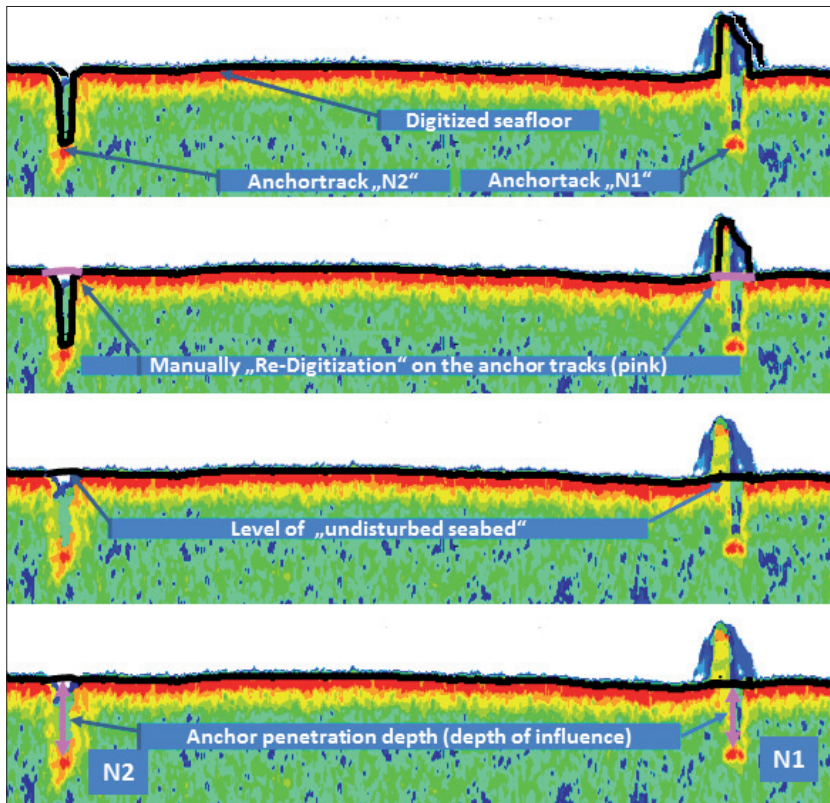 Digitized seafloor
Anchortrack „N2“
Anchortack „N1“
Manually „Re-Digitization“ on the anchor tracks (pink)
Level of „undisturbed seabed“
Anchor penetration depth (depth of influence)
N2
N1